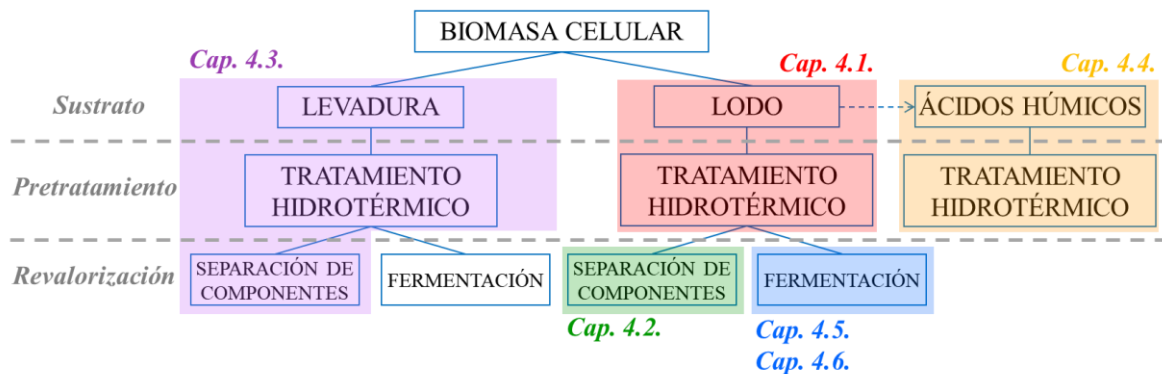 BIOMASA CELULAR
Cap. 4.3.
Cap. 4.1.
Cap. 4.4.
Sustrato
LEVADURA
LODO
ÁCIDOS HÚMICOS
Pretratamiento
TRATAMIENTO
HIDROTÉRMICO
TRATAMIENTO
HIDROTÉRMICO
TRATAMIENTO
HIDROTÉRMICO
Revalorización
SEPARACIÓN DE
COMPONENTES
FERMENTACIÓN
SEPARACIÓN DE
COMPONENTES
FERMENTACIÓN
Cap. 4.2.
Cap. 4.5.
Cap. 4.6.